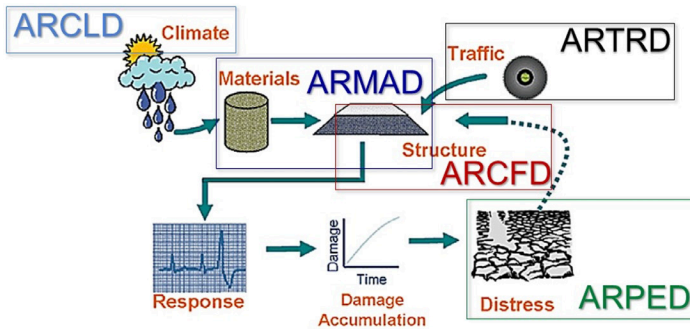 ARCLD
Climate
Materials
ARMAD
Traffic
ARTRD
Structure
ARCFD
Response
Damage
Time
Damage
Accumulation
Distress
ARPED